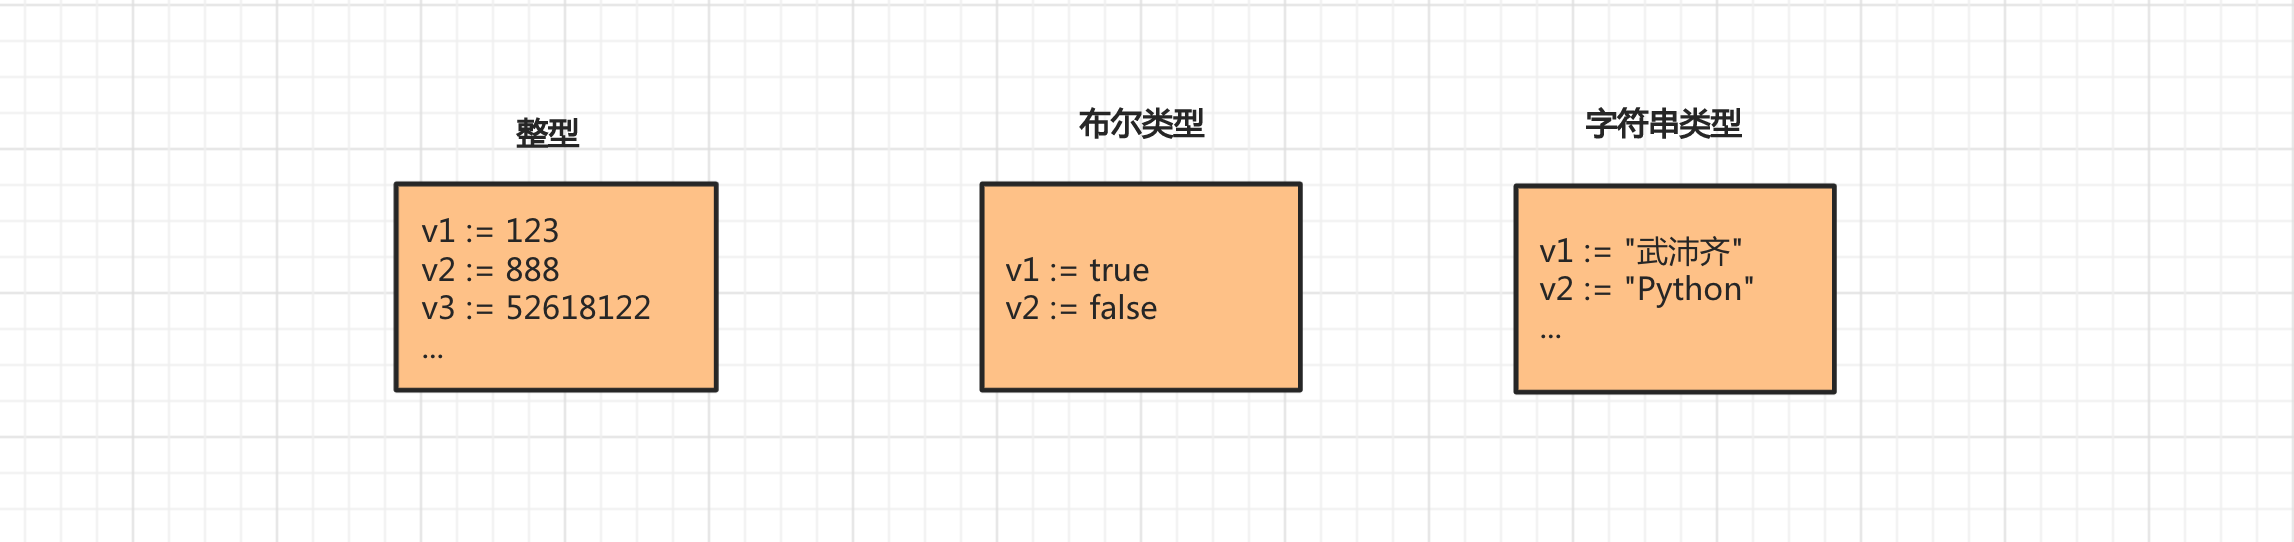 整型
v1 := 123
v2 := 888
v3 := 52618122
...
布尔类型
v1 := true
v2 := false
字符串类型
v1 := "武沛齐"
v2 := "Python"
...